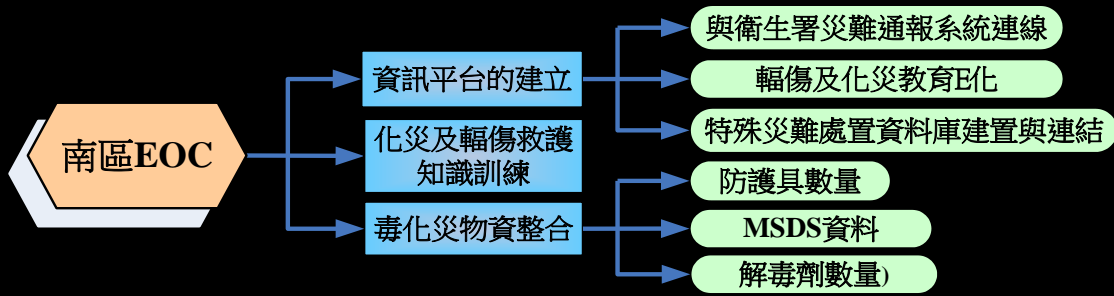 南區EOC
資訊平台的建立
與衛生署災難通報系統連線
輻傷及化災教育E化
特殊災難處置資料庫建置與連結
化災及輻傷救護
知識訓練
毒化災物資整合
防護具數量
MSDS資料
解毒劑數量)